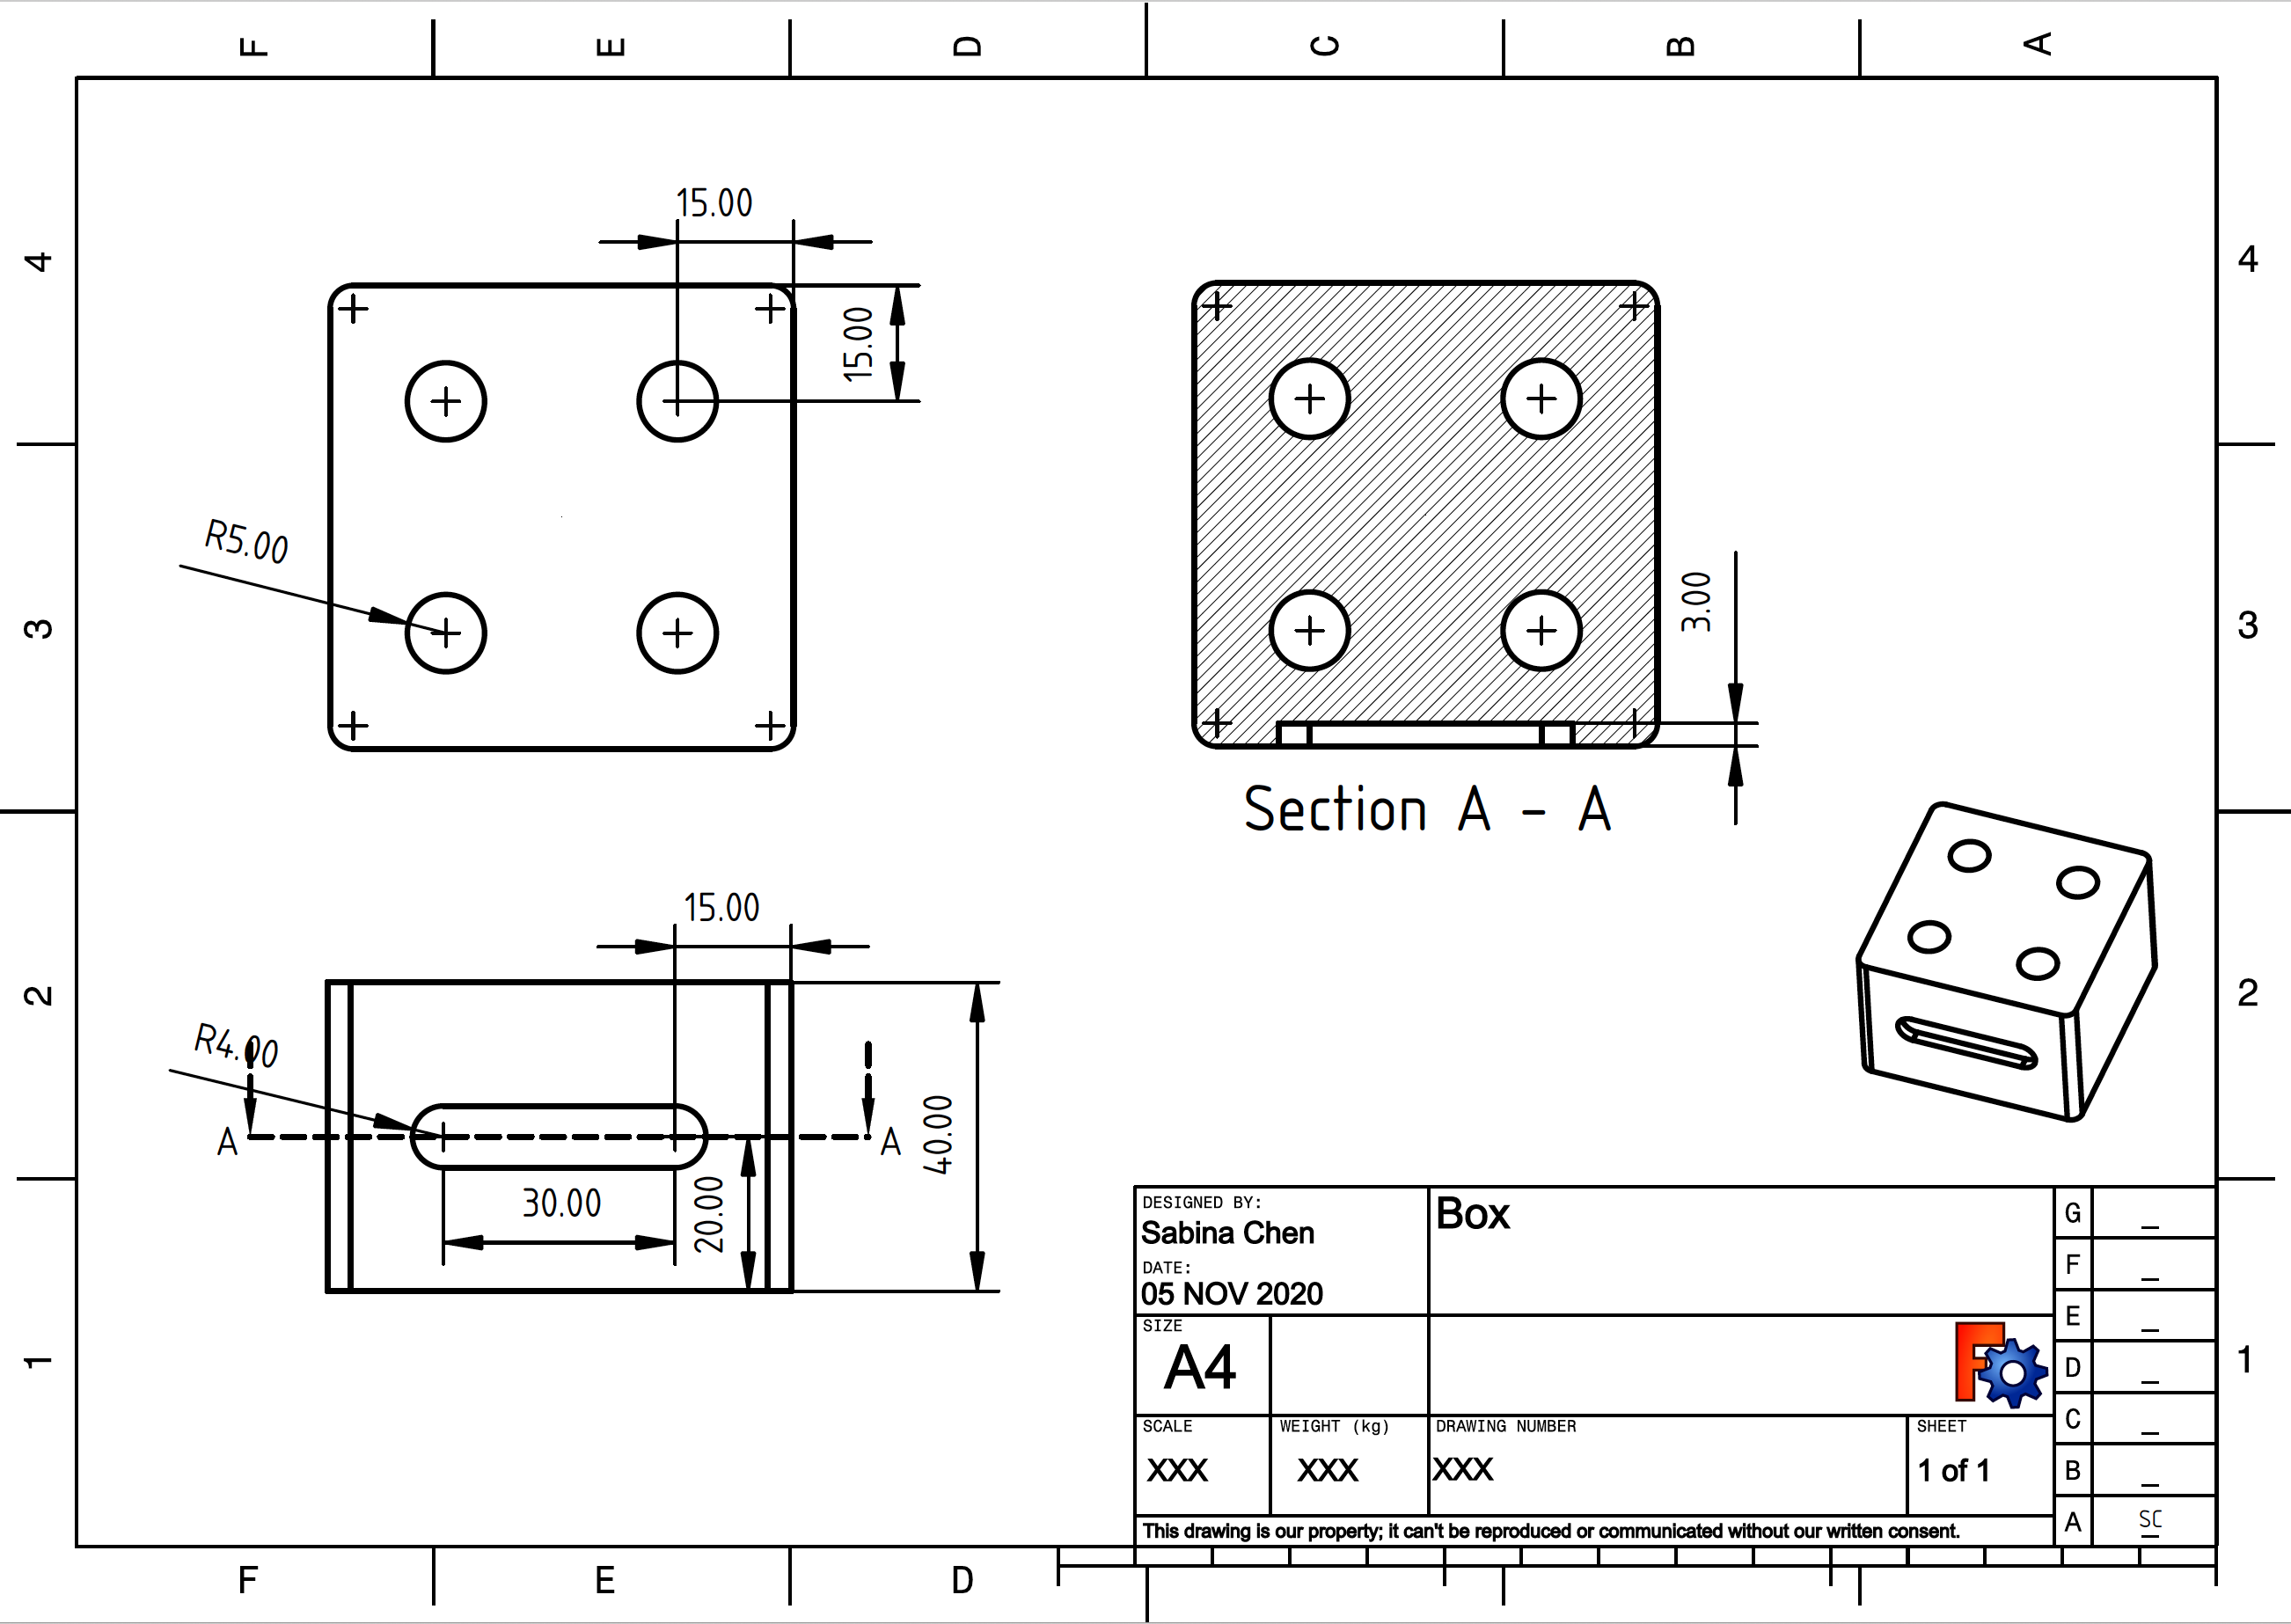 F E D C B A
4
3
2
1
4
3
2
1
15.00
15.00
R5.00
3.00
Section A - A
15.00
R4.00
A
A
40.00
30.00
20.00
DESIGNED BY:
Sabina Chen
DATE:
05 NOV 2020
Box
SIZE
A4
SCALE
XXX
WEIGHT (kg)
XXX
DRAWING NUMBER
XXX
SHEET
1 of 1
This drawing is our property; it can't be reproduced or communicated without our written consent.
G _
F _
E _
D _
C _
B _
A SC
F E D